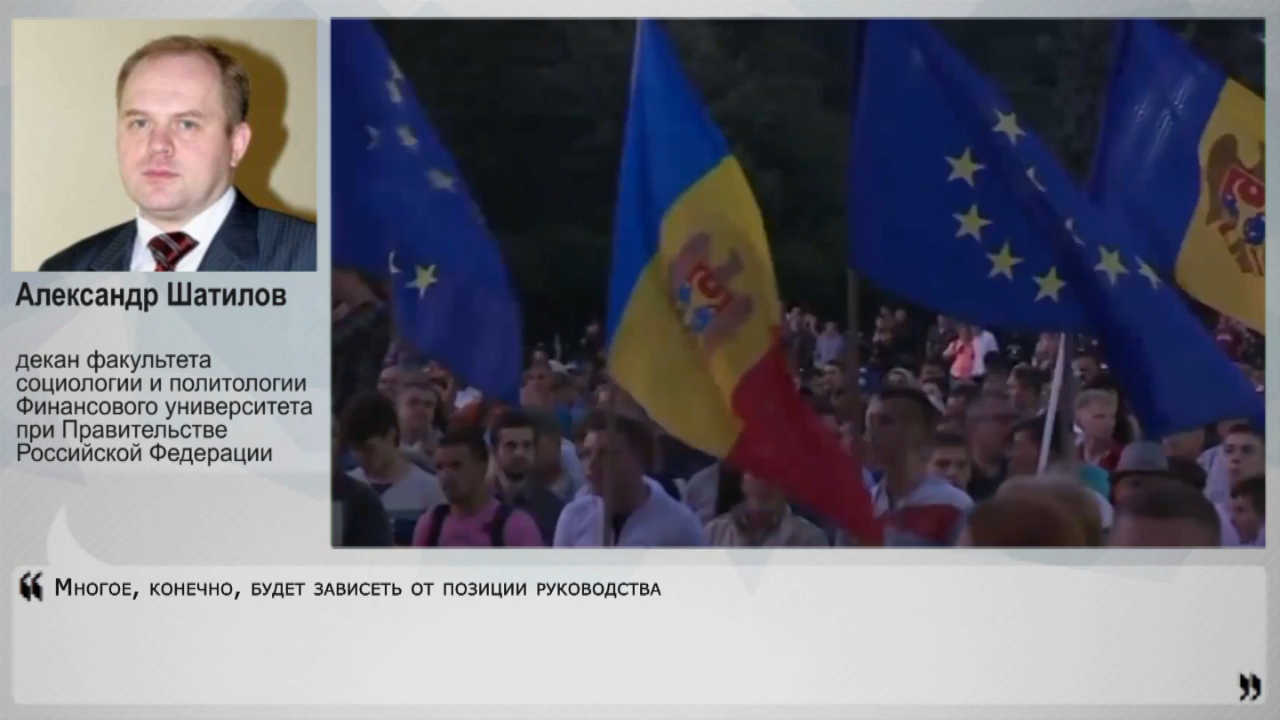 Александр Шатилов
декан факультета
социологии и политологии
Финансового университета
при Правительстве
Российской Федерации
“ Многое, конечно, будет зависеть от позиции руководства
”